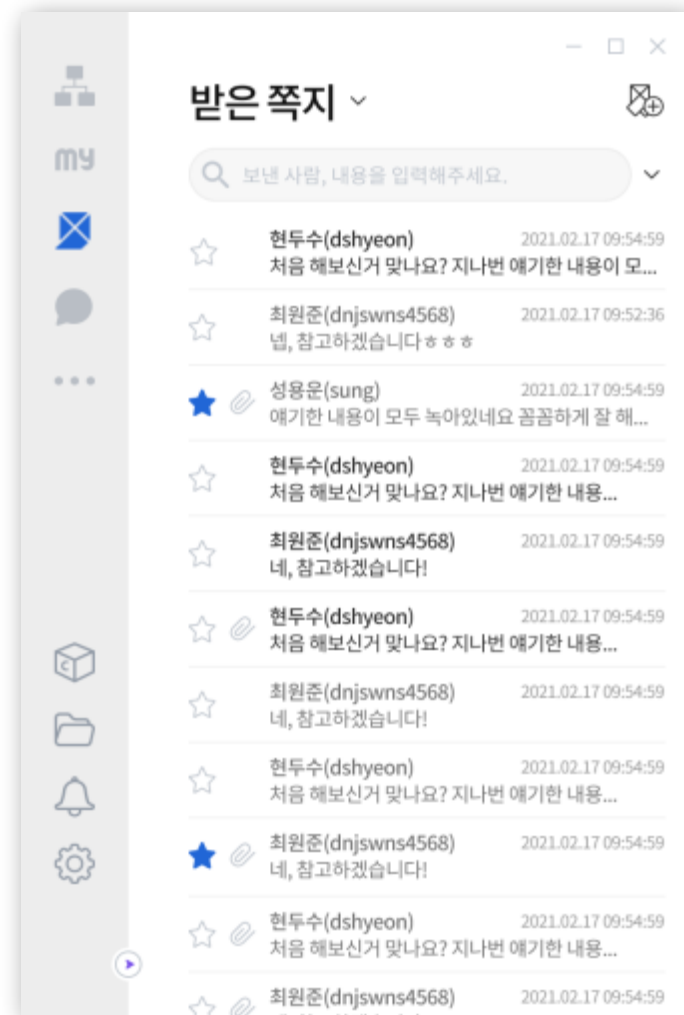 받은 쪽지
my
보낸 사람, 내용을 입력해주세요.
현두수(dshyeon) 2021.02.17 09:54:59
처음 해보신거 맞나요? 지나번 얘기한 내용이 모...
최원준(dnjswns4568) 2021.02.17 09:52:36
넵, 참고하겠습니다ㅎㅎㅎ
성용운(sung) 2021.02.17 09:54:59
얘기한 내용이 모두 녹아있네요 꼼꼼하게 잘 해...
현두수(dshyeon) 2021.02.17 09:54:59
처음 해보신거 맞나요? 지나번 얘기한 내용...
최원준(dnjswns4568) 2021.02.17 09:54:59
네, 참고하겠습니다!
현두수(dshyeon) 2021.02.17 09:54:59
처음 해보신거 맞나요? 지나번 얘기한 내용...
최원준(dnjswns4568) 2021.02.17 09:54:59
네, 참고하겠습니다!
현두수(dshyeon) 2021.02.17 09:54:59
처음 해보신거 맞나요? 지나번 얘기한 내용...
최원준(dnjswns4568) 2021.02.17 09:54:59
네, 참고하겠습니다!
현두수(dshyeon) 2021.02.17 09:54:59
처음 해보신거 맞나요? 지나번 얘기한 내용...
최원준(dnjswns4568) 2021.02.17 09:54:59